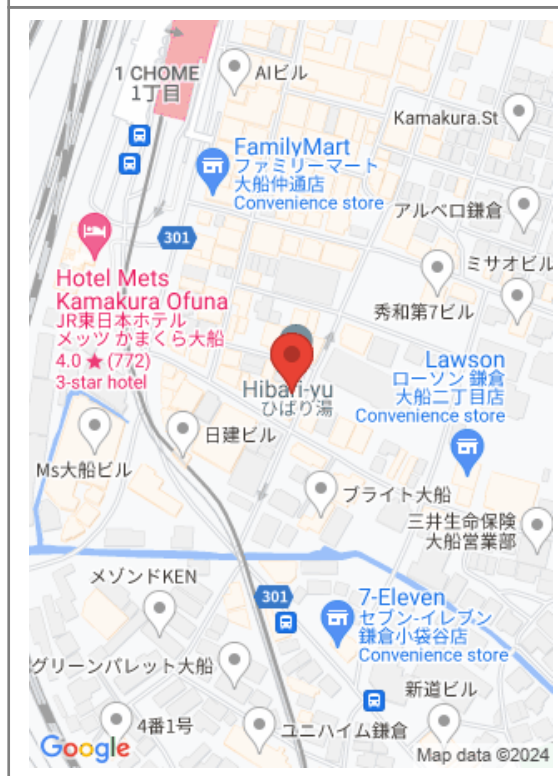 1 CHOME
1丁目
AIビル
Kamakura.St
FamilyMart
ファミリーマート
大船仲通店
Convenience store
アルベロ鎌倉
301
ミサオビル
Hotel Mets
Kamakura Ofuna
JR東日本ホテル
メッツ かまくら大船
4.0 ★ (772)
3-star hotel
秀和第7ビル
Lawson
ローソン 鎌倉
大船二丁目店
Convenience store
Hibari-yu
ひばり湯
日建ビル
Ms大船ビル
ブライト大船
三井生命保険
大船営業部
メゾンドKEN
301
7-Eleven
セブン-イレブン
鎌倉小袋谷店
Convenience store
グリーンパレット大船
新道ビル
4番1号
ユニハイム鎌倉
Google
Map data ©2024